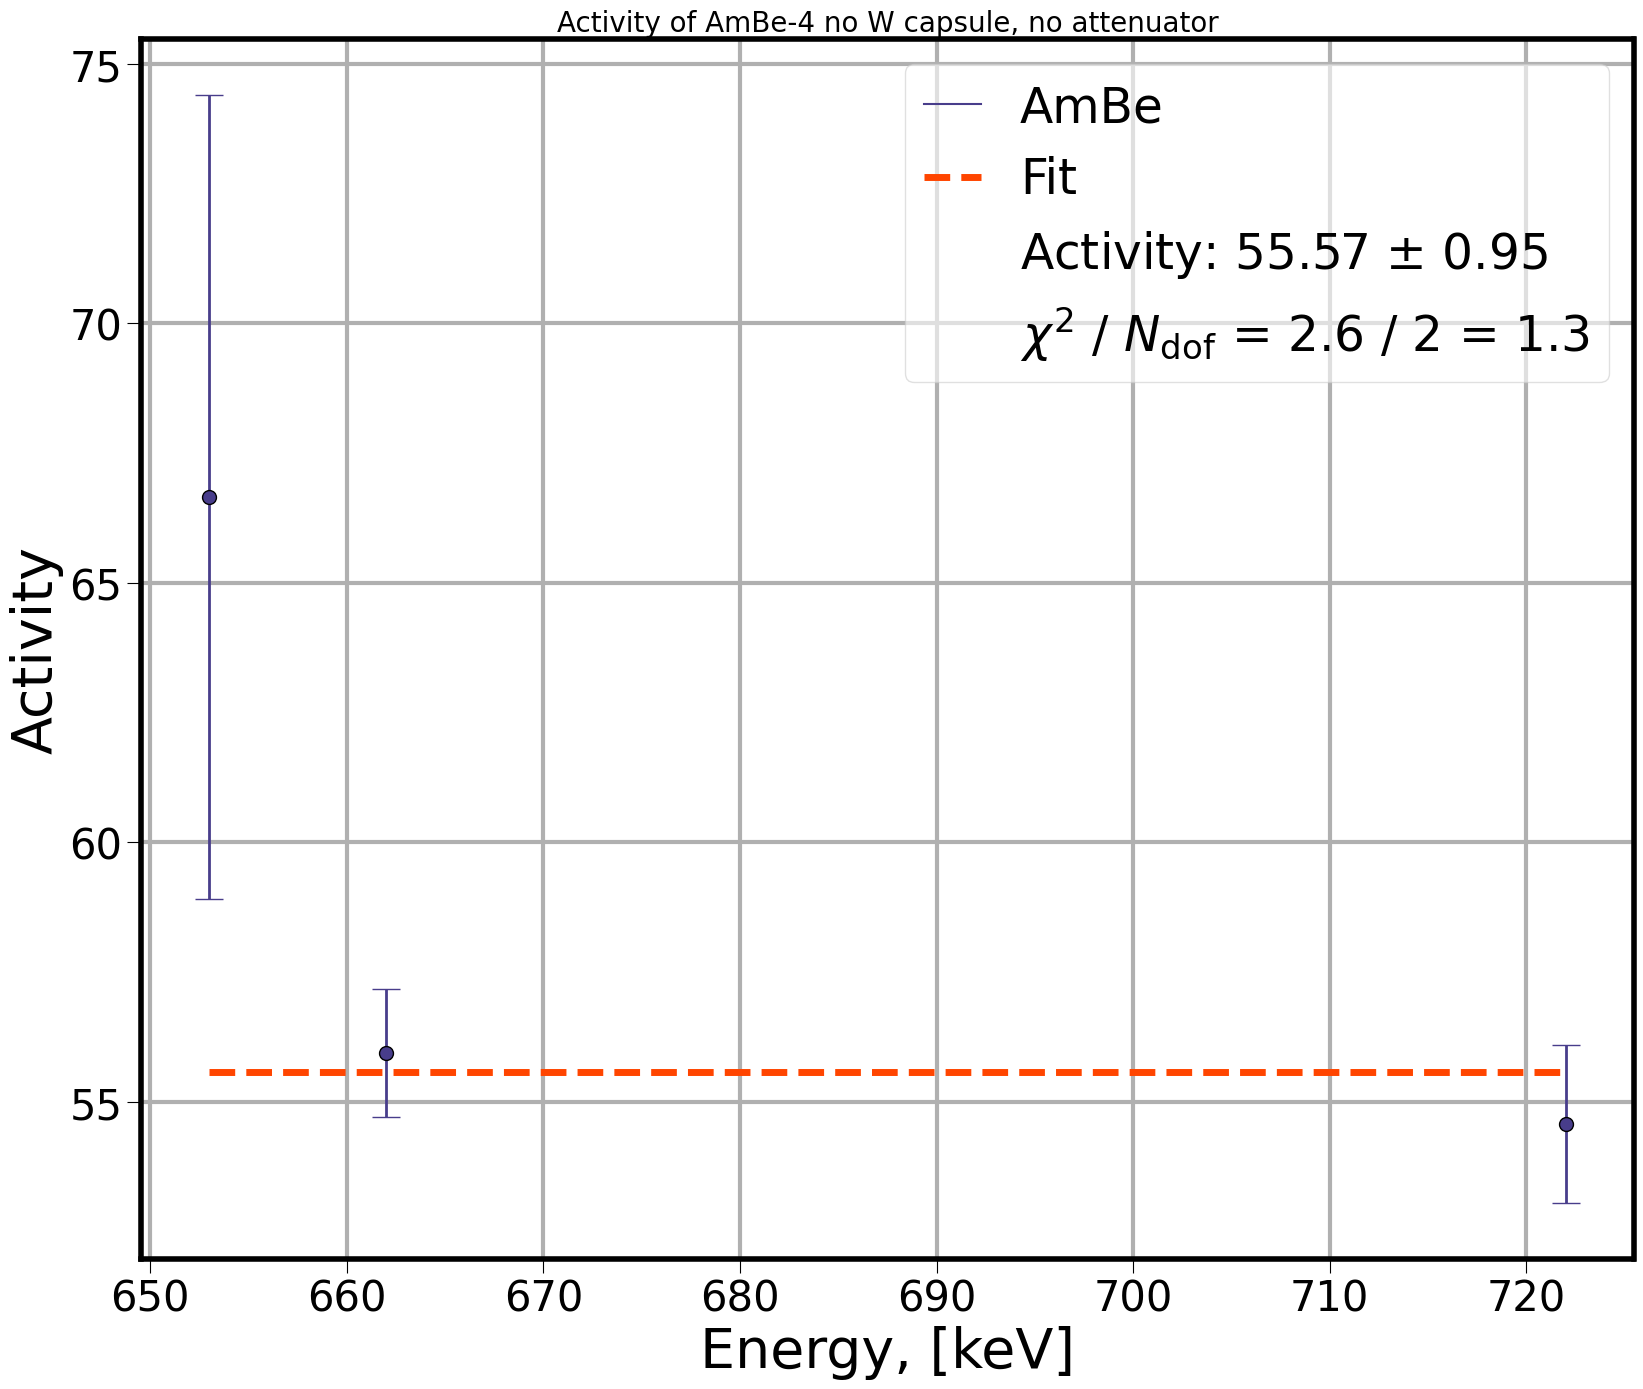 Activity of AmBe-4 no W capsule, no attenuator
75
70
65
60
55
Activity
AmBe
Fit
Activity: 55.57 ± 0.95
χ² / N_dof = 2.6 / 2 = 1.3
650 660 670 680 690 700 710 720
Energy, [keV]